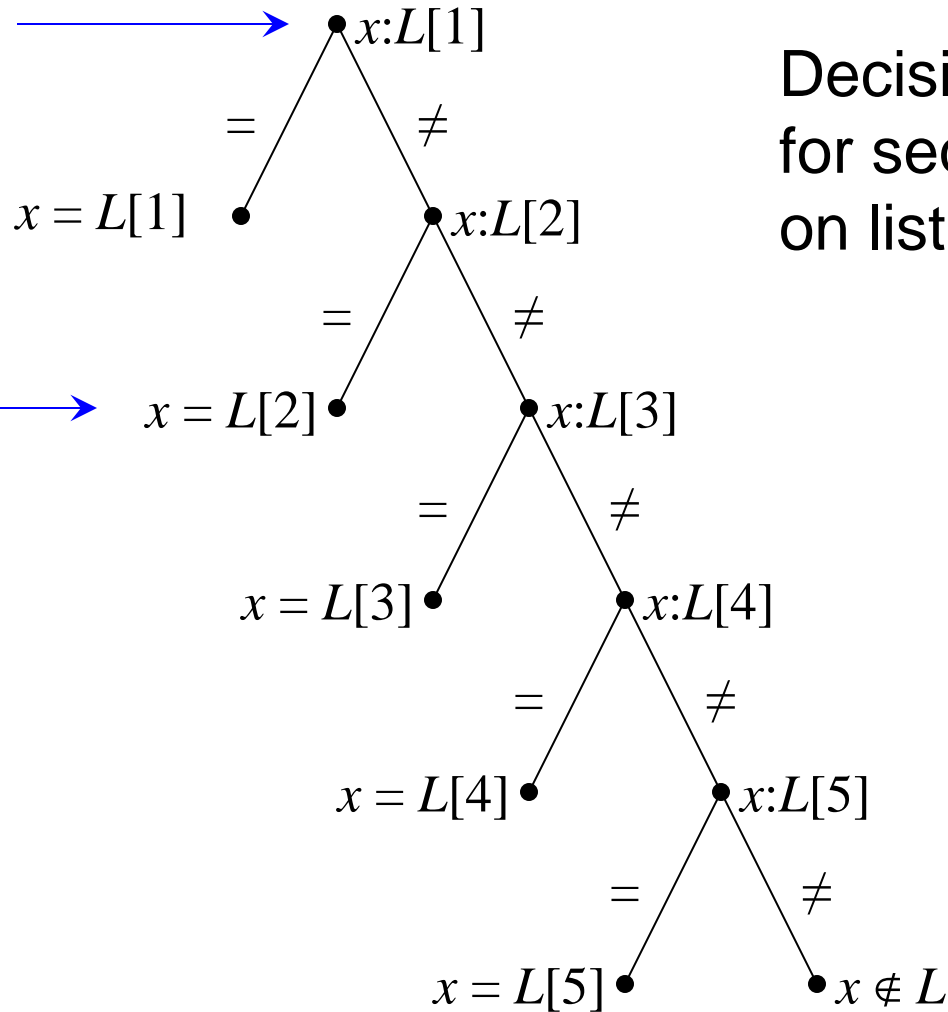 x:L[1]
Decisi
for sec
on list
= ≠
x = L[1] x:L[2]
= ≠
x = L[2] x:L[3]
= ≠
x = L[3] x:L[4]
= ≠
x = L[4] x:L[5]
= ≠
x = L[5] x ∉ L